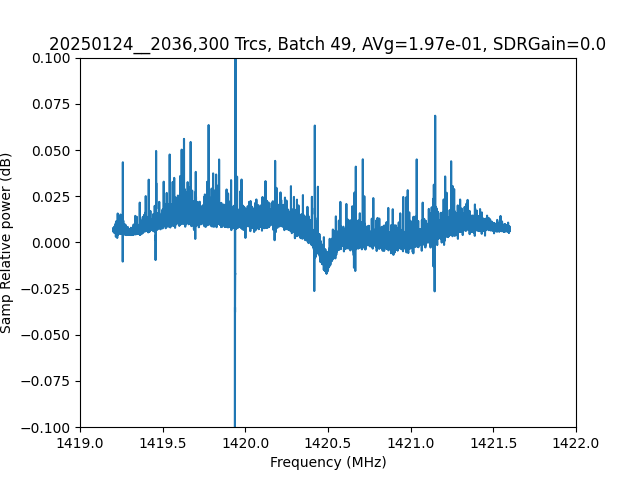 20250124__2036,300 Trcs, Batch 49, AVg=1.97e-01, SDRGain=0.0
0.100
0.075
0.050
0.025
0.000
−0.025
−0.050
−0.075
−0.100
Samp Relative power (dB)
1419.0 1419.5 1420.0 1420.5 1421.0 1421.5 1422.0
Frequency (MHz)